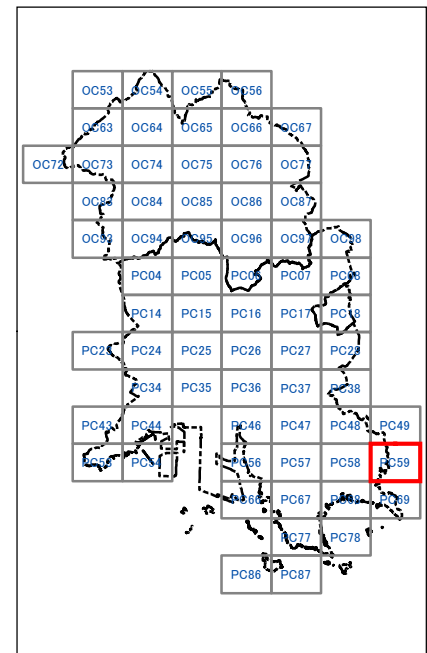 OC53 OC54 OC55 OC56
OC63 OC64 OC65 OC66 OC67
OC72 OC73 OC74 OC75 OC76 OC77
OC83 OC84 OC85 OC86 OC87
OC93 OC94 OC95 OC96 OC97 OC98
PC04 PC05 PC06 PC07 PC08
PC14 PC15 PC16 PC17 PC18
PC23 PC24 PC25 PC26 PC27 PC28
PC34 PC35 PC36 PC37 PC38
PC43 PC44 PC46 PC47 PC48 PC49
PC53 PC54 PC56 PC57 PC58 PC59
PC66 PC67 PC68 PC69
PC77 PC78
PC86 PC87